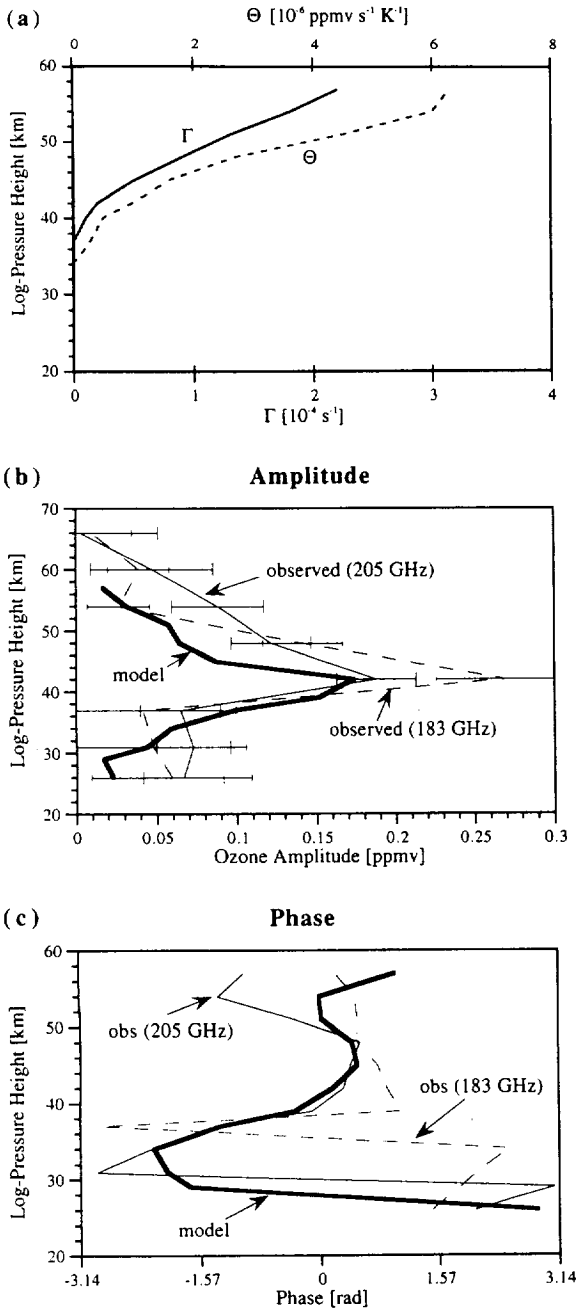 (a)
Θ [10⁻⁶ ppmv s⁻¹ K⁻¹]
0 2 4 6 8
60
50
40
30
20
Log-Pressure Height [km]
Γ
Θ
0 1 2 3 4
Γ [10⁻⁴ s⁻¹]
(b) Amplitude
70
60
50
40
30
20
Log-Pressure Height [km]
observed (205 GHz)
model
observed (183 GHz)
0 0.05 0.1 0.15 0.2 0.25 0.3
Ozone Amplitude [ppmv]
(c) Phase
60
50
40
30
20
Log-Pressure Height [km]
obs (205 GHz)
obs (183 GHz)
model
-3.14 -1.57 0 1.57 3.14
Phase [rad]